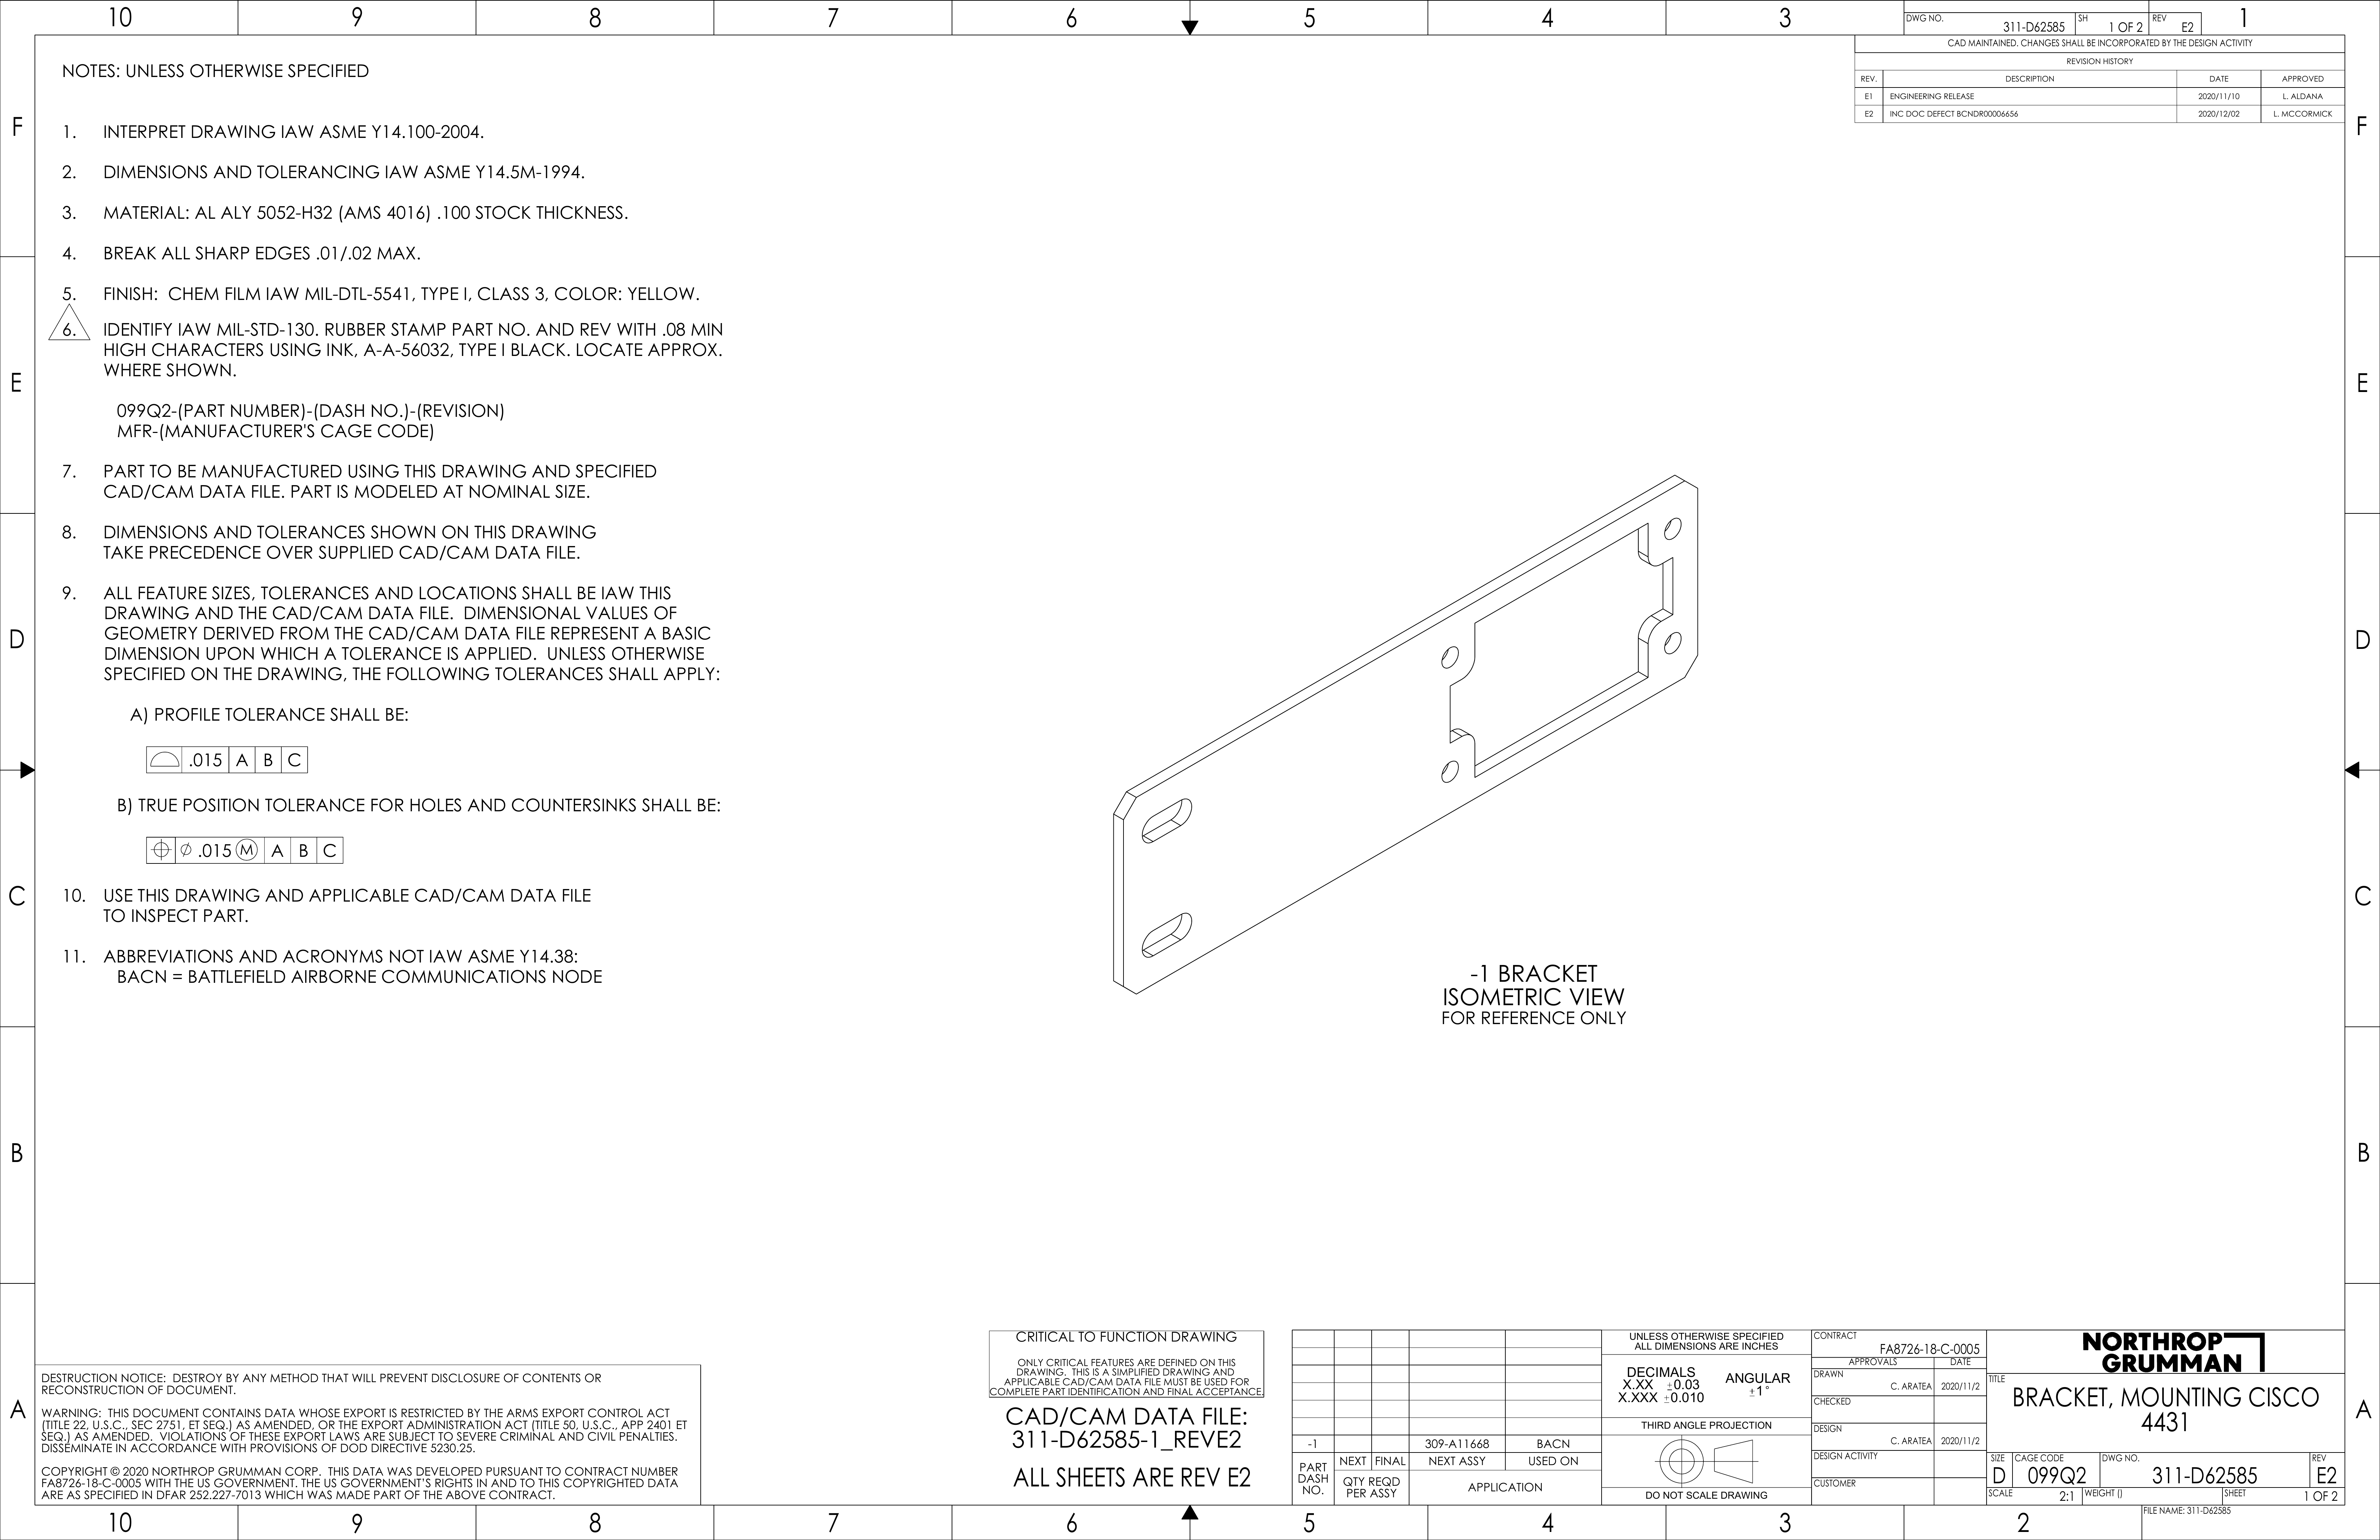 10 9 8 7 6 5 4 3 1
DWG NO. 311-D62585 SH 1 OF 2 REV E2
CAD MAINTAINED. CHANGES SHALL BE INCORPORATED BY THE DESIGN ACTIVITY
REVISION HISTORY
REV. DESCRIPTION DATE APPROVED
E1 ENGINEERING RELEASE 2020/11/10 L. ALDANA
E2 INC DOC DEFECT BCNDR00006656 2020/12/02 L. MCCORMICK
NOTES: UNLESS OTHERWISE SPECIFIED
F F
1. INTERPRET DRAWING IAW ASME Y14.100-2004.
2. DIMENSIONS AND TOLERANCING IAW ASME Y14.5M-1994.
3. MATERIAL: AL ALY 5052-H32 (AMS 4016) .100 STOCK THICKNESS.
4. BREAK ALL SHARP EDGES .01/.02 MAX.
5. FINISH: CHEM FILM IAW MIL-DTL-5541, TYPE I, CLASS 3, COLOR: YELLOW.
6. IDENTIFY IAW MIL-STD-130. RUBBER STAMP PART NO. AND REV WITH .08 MIN
HIGH CHARACTERS USING INK, A-A-56032, TYPE I BLACK. LOCATE APPROX.
WHERE SHOWN.
E E
099Q2-(PART NUMBER)-(DASH NO.)-(REVISION)
MFR-(MANUFACTURER'S CAGE CODE)
7. PART TO BE MANUFACTURED USING THIS DRAWING AND SPECIFIED
CAD/CAM DATA FILE. PART IS MODELED AT NOMINAL SIZE.
8. DIMENSIONS AND TOLERANCES SHOWN ON THIS DRAWING
TAKE PRECEDENCE OVER SUPPLIED CAD/CAM DATA FILE.
9. ALL FEATURE SIZES, TOLERANCES AND LOCATIONS SHALL BE IAW THIS
DRAWING AND THE CAD/CAM DATA FILE. DIMENSIONAL VALUES OF
GEOMETRY DERIVED FROM THE CAD/CAM DATA FILE REPRESENT A BASIC
DIMENSION UPON WHICH A TOLERANCE IS APPLIED. UNLESS OTHERWISE
SPECIFIED ON THE DRAWING, THE FOLLOWING TOLERANCES SHALL APPLY:
D D
A) PROFILE TOLERANCE SHALL BE:
⌓ .015 A B C
B) TRUE POSITION TOLERANCE FOR HOLES AND COUNTERSINKS SHALL BE:
⌖ ⌀ .015 Ⓜ A B C
C C
10. USE THIS DRAWING AND APPLICABLE CAD/CAM DATA FILE
TO INSPECT PART.
11. ABBREVIATIONS AND ACRONYMS NOT IAW ASME Y14.38:
BACN = BATTLEFIELD AIRBORNE COMMUNICATIONS NODE
-1 BRACKET
ISOMETRIC VIEW
FOR REFERENCE ONLY
B B
A A
DESTRUCTION NOTICE: DESTROY BY ANY METHOD THAT WILL PREVENT DISCLOSURE OF CONTENTS OR
RECONSTRUCTION OF DOCUMENT.
WARNING: THIS DOCUMENT CONTAINS DATA WHOSE EXPORT IS RESTRICTED BY THE ARMS EXPORT CONTROL ACT
(TITLE 22, U.S.C., SEC 2751, ET SEQ.) AS AMENDED, OR THE EXPORT ADMINISTRATION ACT (TITLE 50, U.S.C., APP 2401 ET
SEQ.) AS AMENDED. VIOLATIONS OF THESE EXPORT LAWS ARE SUBJECT TO SEVERE CRIMINAL AND CIVIL PENALTIES.
DISSEMINATE IN ACCORDANCE WITH PROVISIONS OF DOD DIRECTIVE 5230.25.
COPYRIGHT © 2020 NORTHROP GRUMMAN CORP. THIS DATA WAS DEVELOPED PURSUANT TO CONTRACT NUMBER
FA8726-18-C-0005 WITH THE US GOVERNMENT. THE US GOVERNMENT'S RIGHTS IN AND TO THIS COPYRIGHTED DATA
ARE AS SPECIFIED IN DFAR 252.227-7013 WHICH WAS MADE PART OF THE ABOVE CONTRACT.
CRITICAL TO FUNCTION DRAWING
ONLY CRITICAL FEATURES ARE DEFINED ON THIS
DRAWING. THIS IS A SIMPLIFIED DRAWING AND
APPLICABLE CAD/CAM DATA FILE MUST BE USED FOR
COMPLETE PART IDENTIFICATION AND FINAL ACCEPTANCE.
CAD/CAM DATA FILE:
311-D62585-1_REVE2
ALL SHEETS ARE REV E2
-1 309-A11668 BACN
PART DASH NO. NEXT FINAL NEXT ASSY USED ON
QTY REQD PER ASSY APPLICATION
UNLESS OTHERWISE SPECIFIED
ALL DIMENSIONS ARE INCHES
DECIMALS ANGULAR
X.XX ±0.03 ±1°
X.XXX ±0.010
THIRD ANGLE PROJECTION
DO NOT SCALE DRAWING
CONTRACT
FA8726-18-C-0005
APPROVALS DATE
DRAWN C. ARATEA 2020/11/2
CHECKED
DESIGN C. ARATEA 2020/11/2
DESIGN ACTIVITY
CUSTOMER
NORTHROP
GRUMMAN
TITLE
BRACKET, MOUNTING CISCO
4431
SIZE D CAGE CODE 099Q2 DWG NO. 311-D62585 REV E2
SCALE 2:1 WEIGHT () SHEET 1 OF 2
FILE NAME: 311-D62585
10 9 8 7 6 5 4 3 2